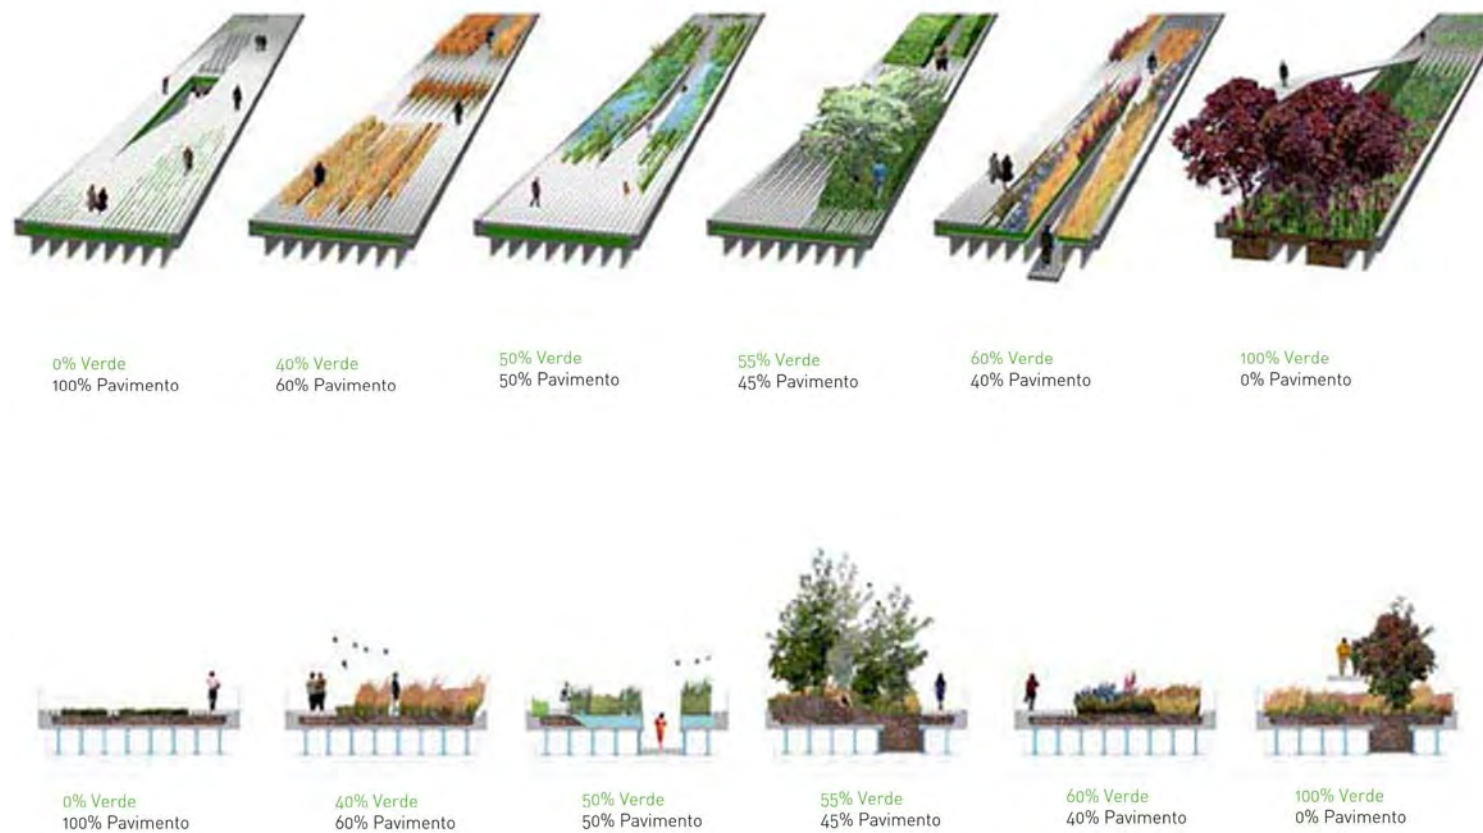 0% Verde
100% Pavimento
40% Verde
60% Pavimento
50% Verde
50% Pavimento
55% Verde
45% Pavimento
60% Verde
40% Pavimento
100% Verde
0% Pavimento
0% Verde
100% Pavimento
40% Verde
60% Pavimento
50% Verde
50% Pavimento
55% Verde
45% Pavimento
60% Verde
40% Pavimento
100% Verde
0% Pavimento